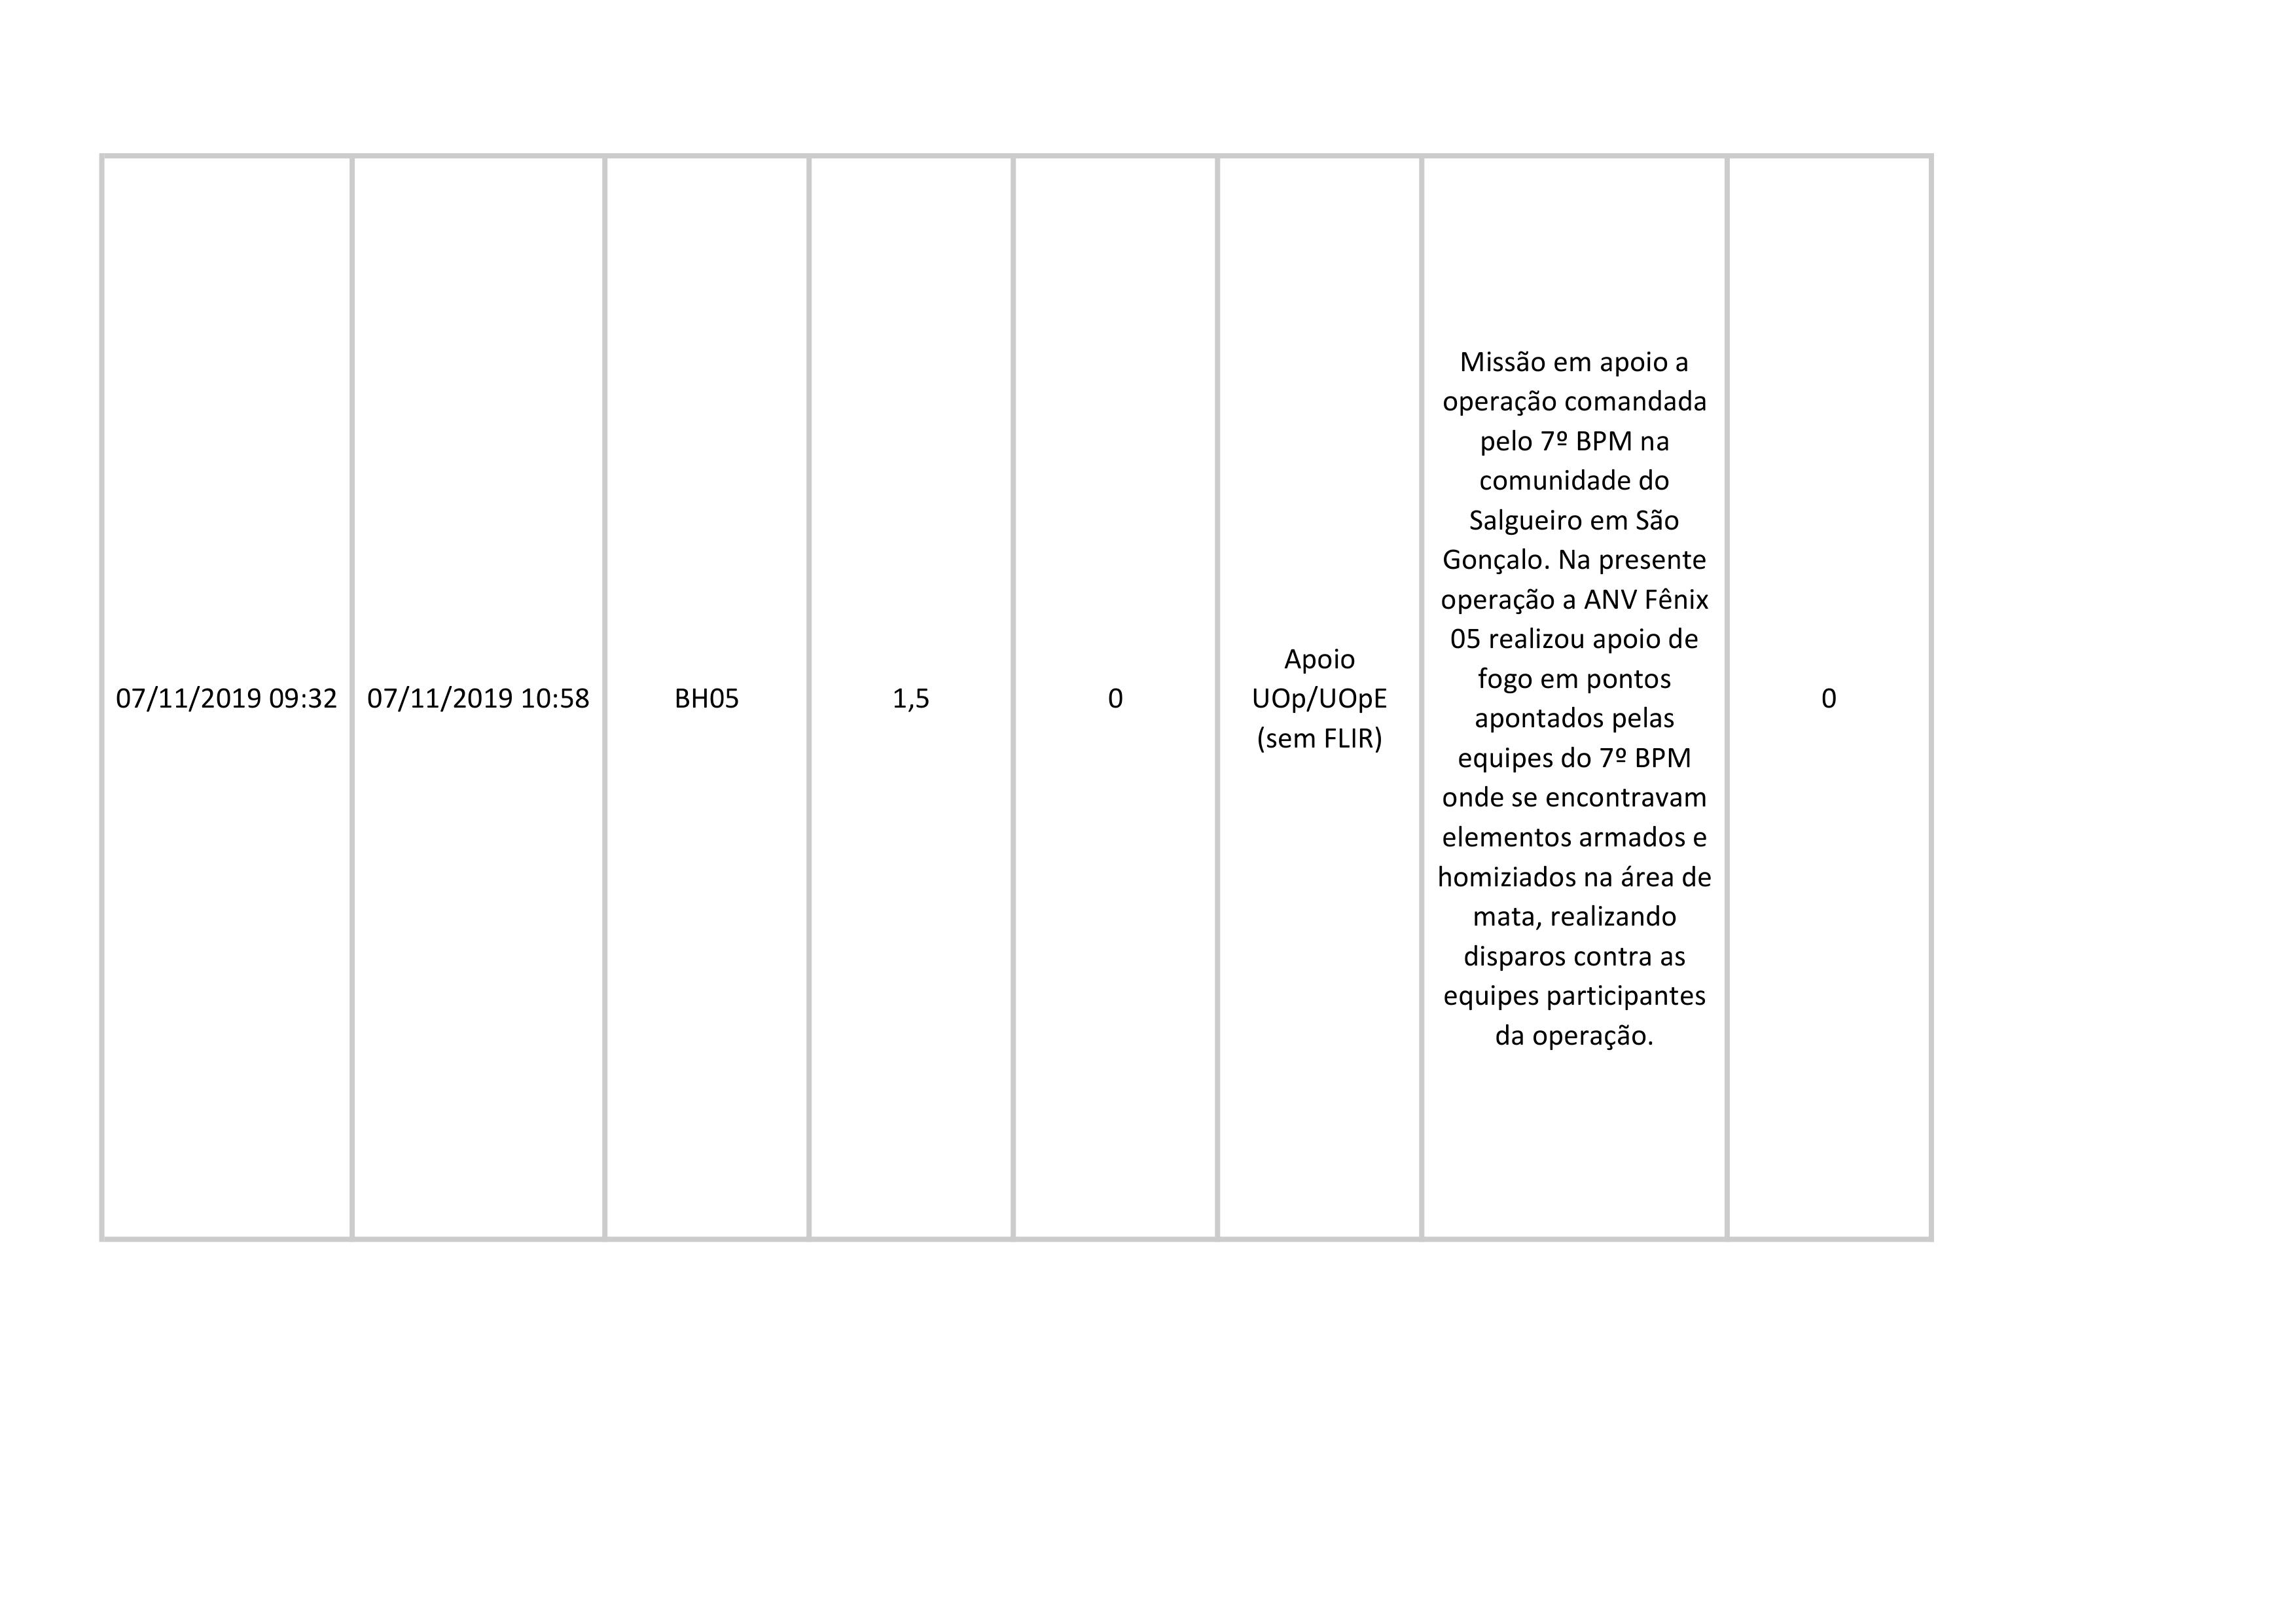 07/11/2019 09:32
07/11/2019 10:58
BH05
1,5
0
Apoio
UOp/UOpE
(sem FLIR)
Missão em apoio a
operação comandada
pelo 7º BPM na
comunidade do
Salgueiro em São
Gonçalo. Na presente
operação a ANV Fênix
05 realizou apoio de
fogo em pontos
apontados pelas
equipes do 7º BPM
onde se encontravam
elementos armados e
homiziados na área de
mata, realizando
disparos contra as
equipes participantes
da operação.
0